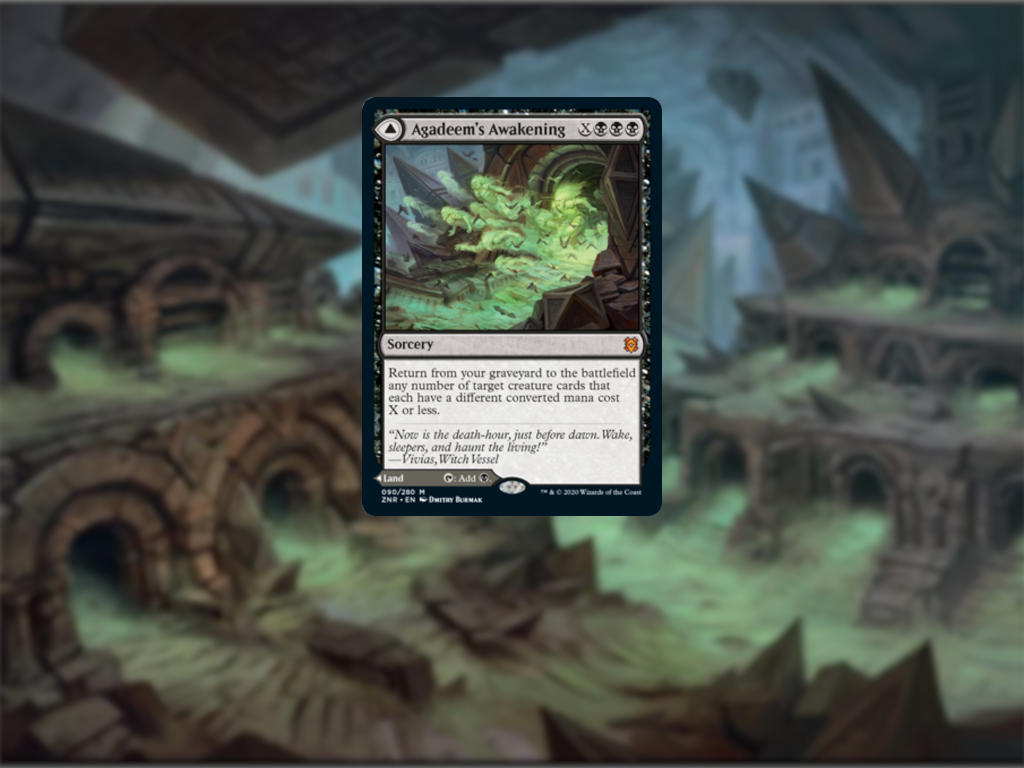 Agadeem's Awakening X
Sorcery
Return from your graveyard to the battlefield
any number of target creature cards that
each have a different converted mana cost
X or less.
“Now is the death-hour, just before dawn. Wake,
sleepers, and haunt the living!”
—Vivias, Witch Vessel
Land : Add .
090/280 M
ZNR • EN Dmitry Burmak
™ & © 2020 Wizards of the Coast